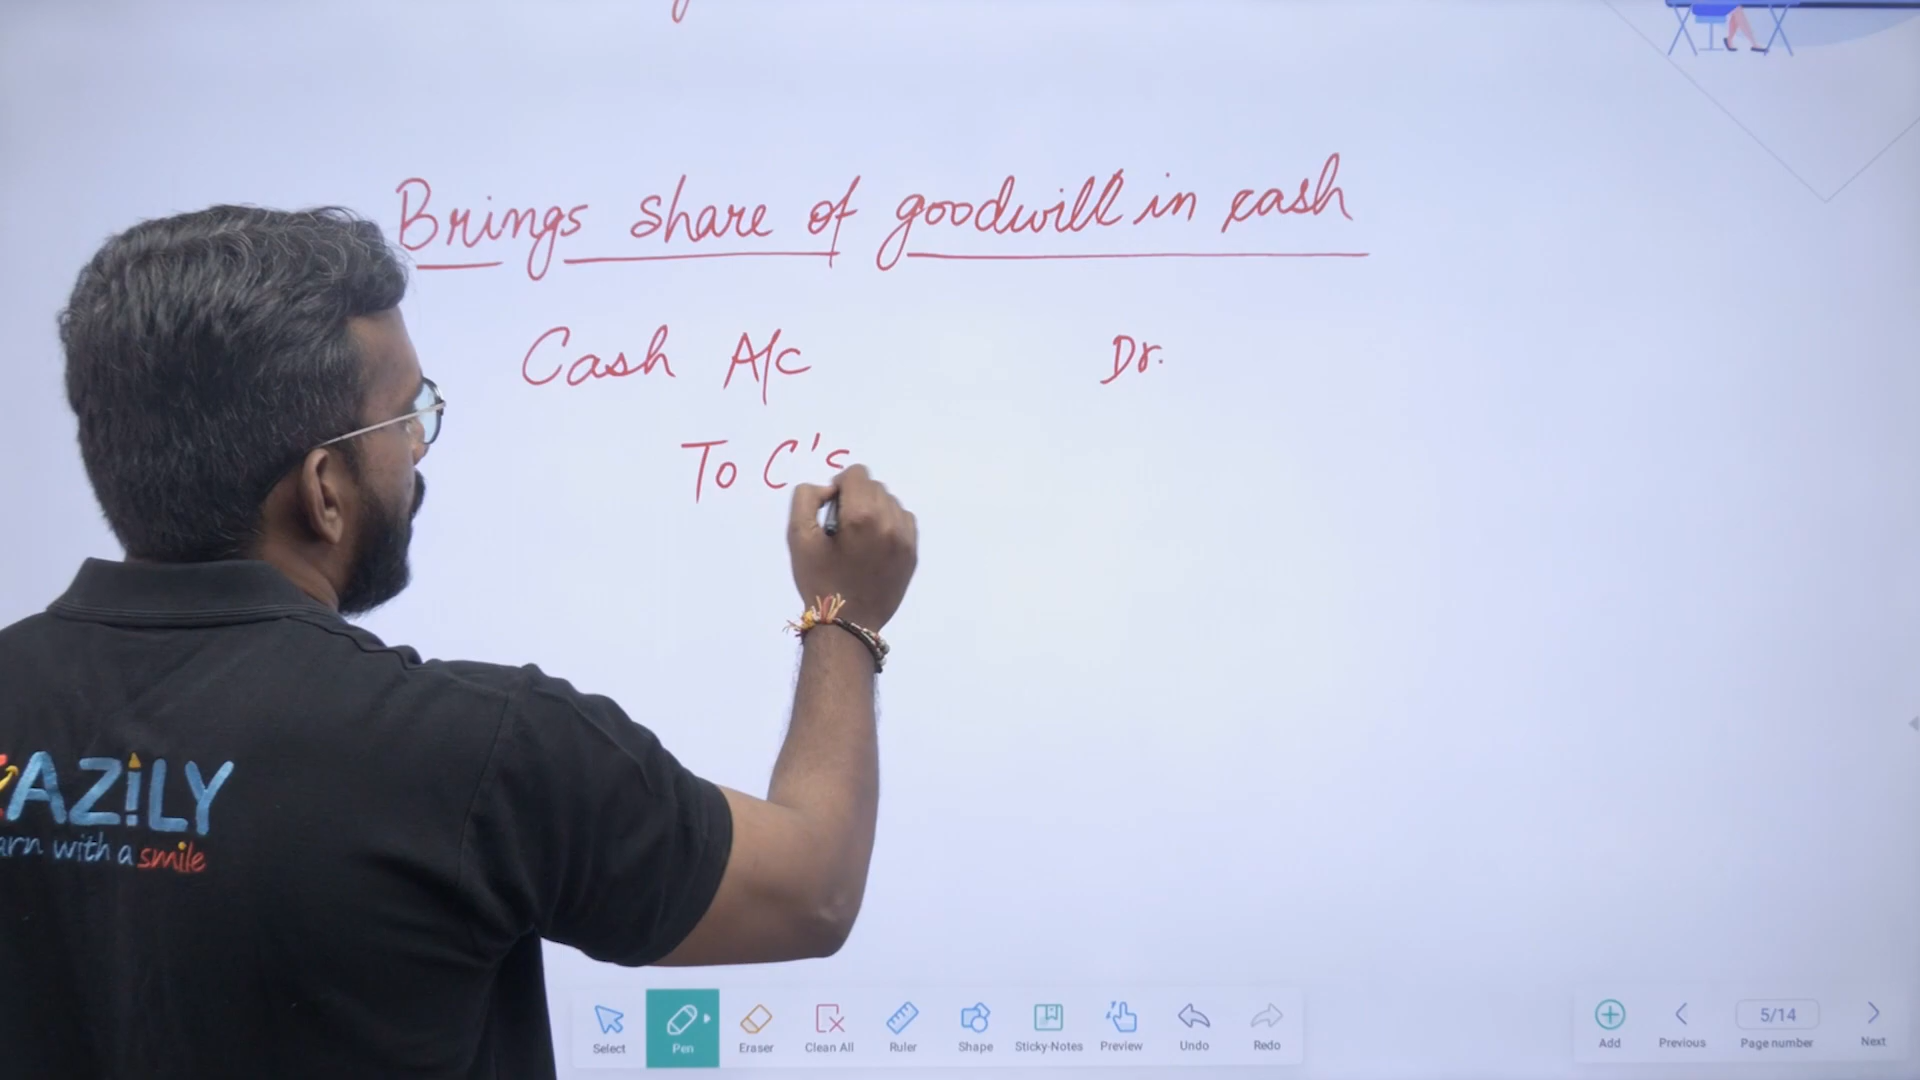 Brings share of goodwill in cash
Cash A/c Dr.
To C's
AZiLY
arn with a smile
Select Pen Eraser Clean All Ruler Shape Sticky-Notes Preview Undo Redo
Add Previous 5/14 Page number Next